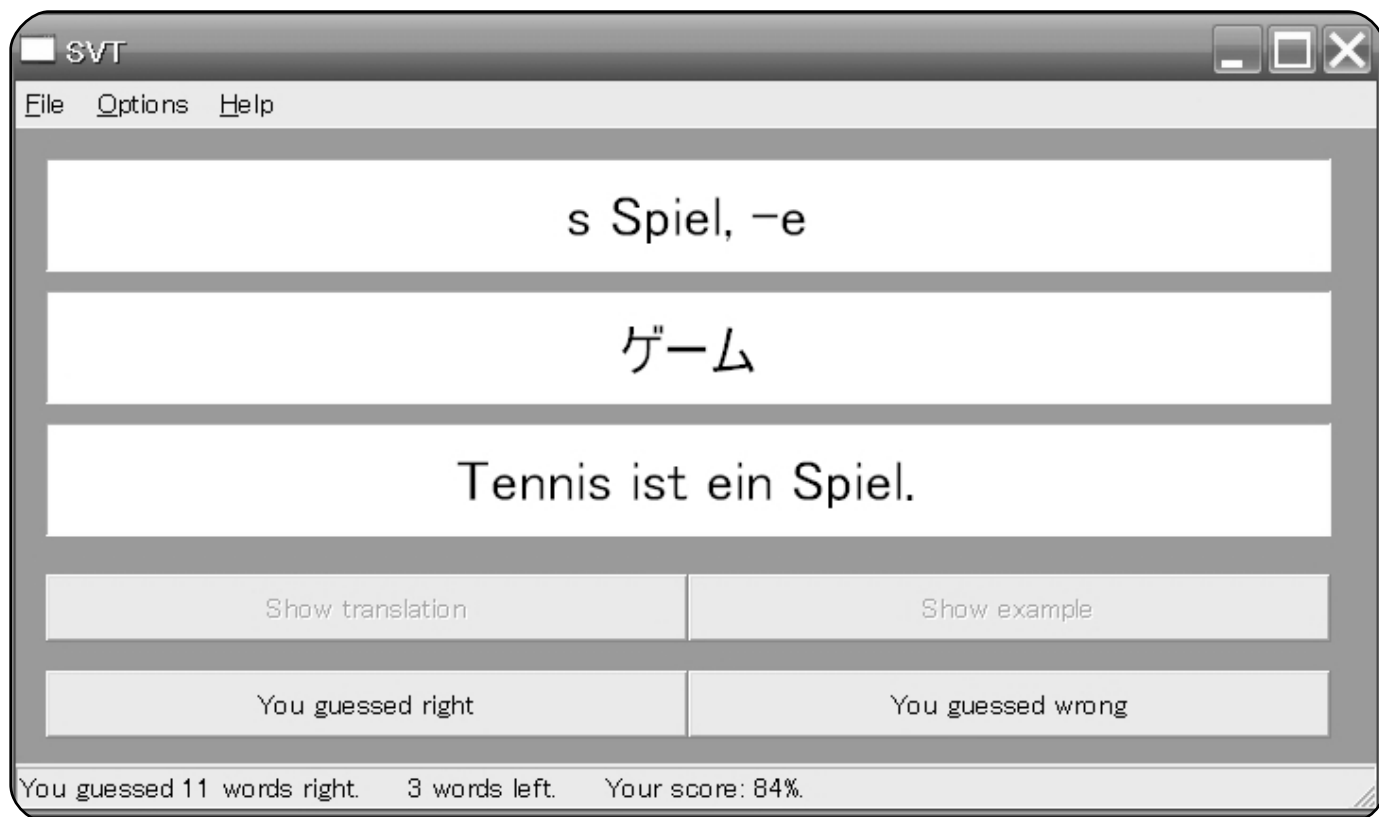 SVT
File Options Help
s Spiel, -e
ゲーム
Tennis ist ein Spiel.
Show translation Show example
You guessed right You guessed wrong
You guessed 11 words right. 3 words left. Your score: 84%.